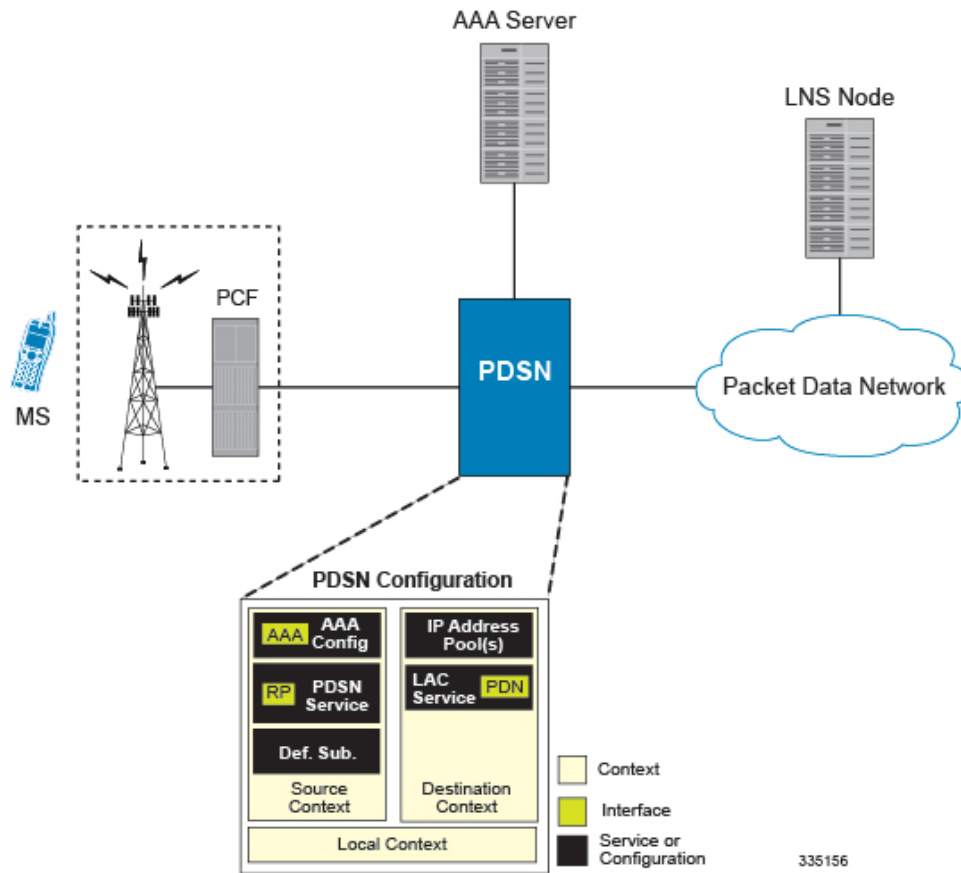 AAA Server
LNS Node
PCF
MS
PDSN
Packet Data Network
PDSN Configuration
AAA
AAA
Config
IP Address
Pool(s)
RP
PDSN
Service
LAC
Service
PDN
Def. Sub.
Source
Context
Destination
Context
Local Context
Context
Interface
Service or
Configuration
335156